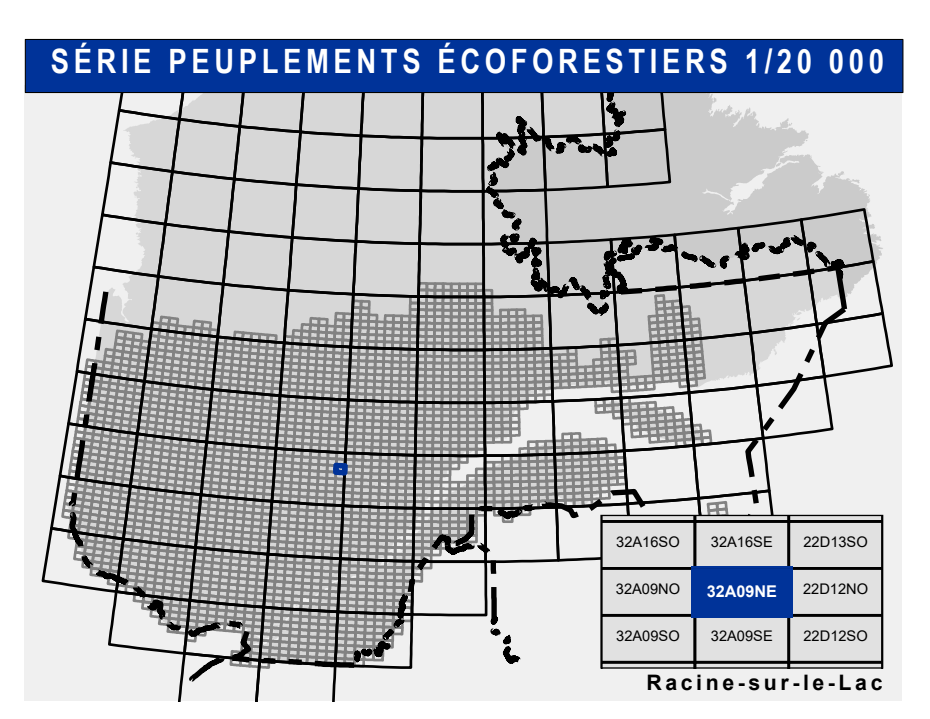 SÉRIE PEUPLEMENTS ÉCOFORESTIERS 1/20 000
32A16SO 32A16SE 22D13SO
32A09NO 32A09NE 22D12NO
32A09SO 32A09SE 22D12SO
Racine-sur-le-Lac